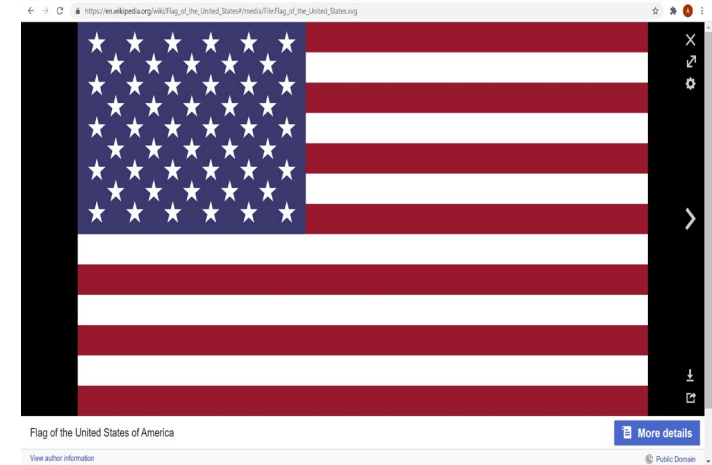 https://en.wikipedia.org/wiki/Flag_of_the_United_States#/media/File:Flag_of_the_United_States.svg
A
Flag of the United States of America
More details
View author information
Public Domain